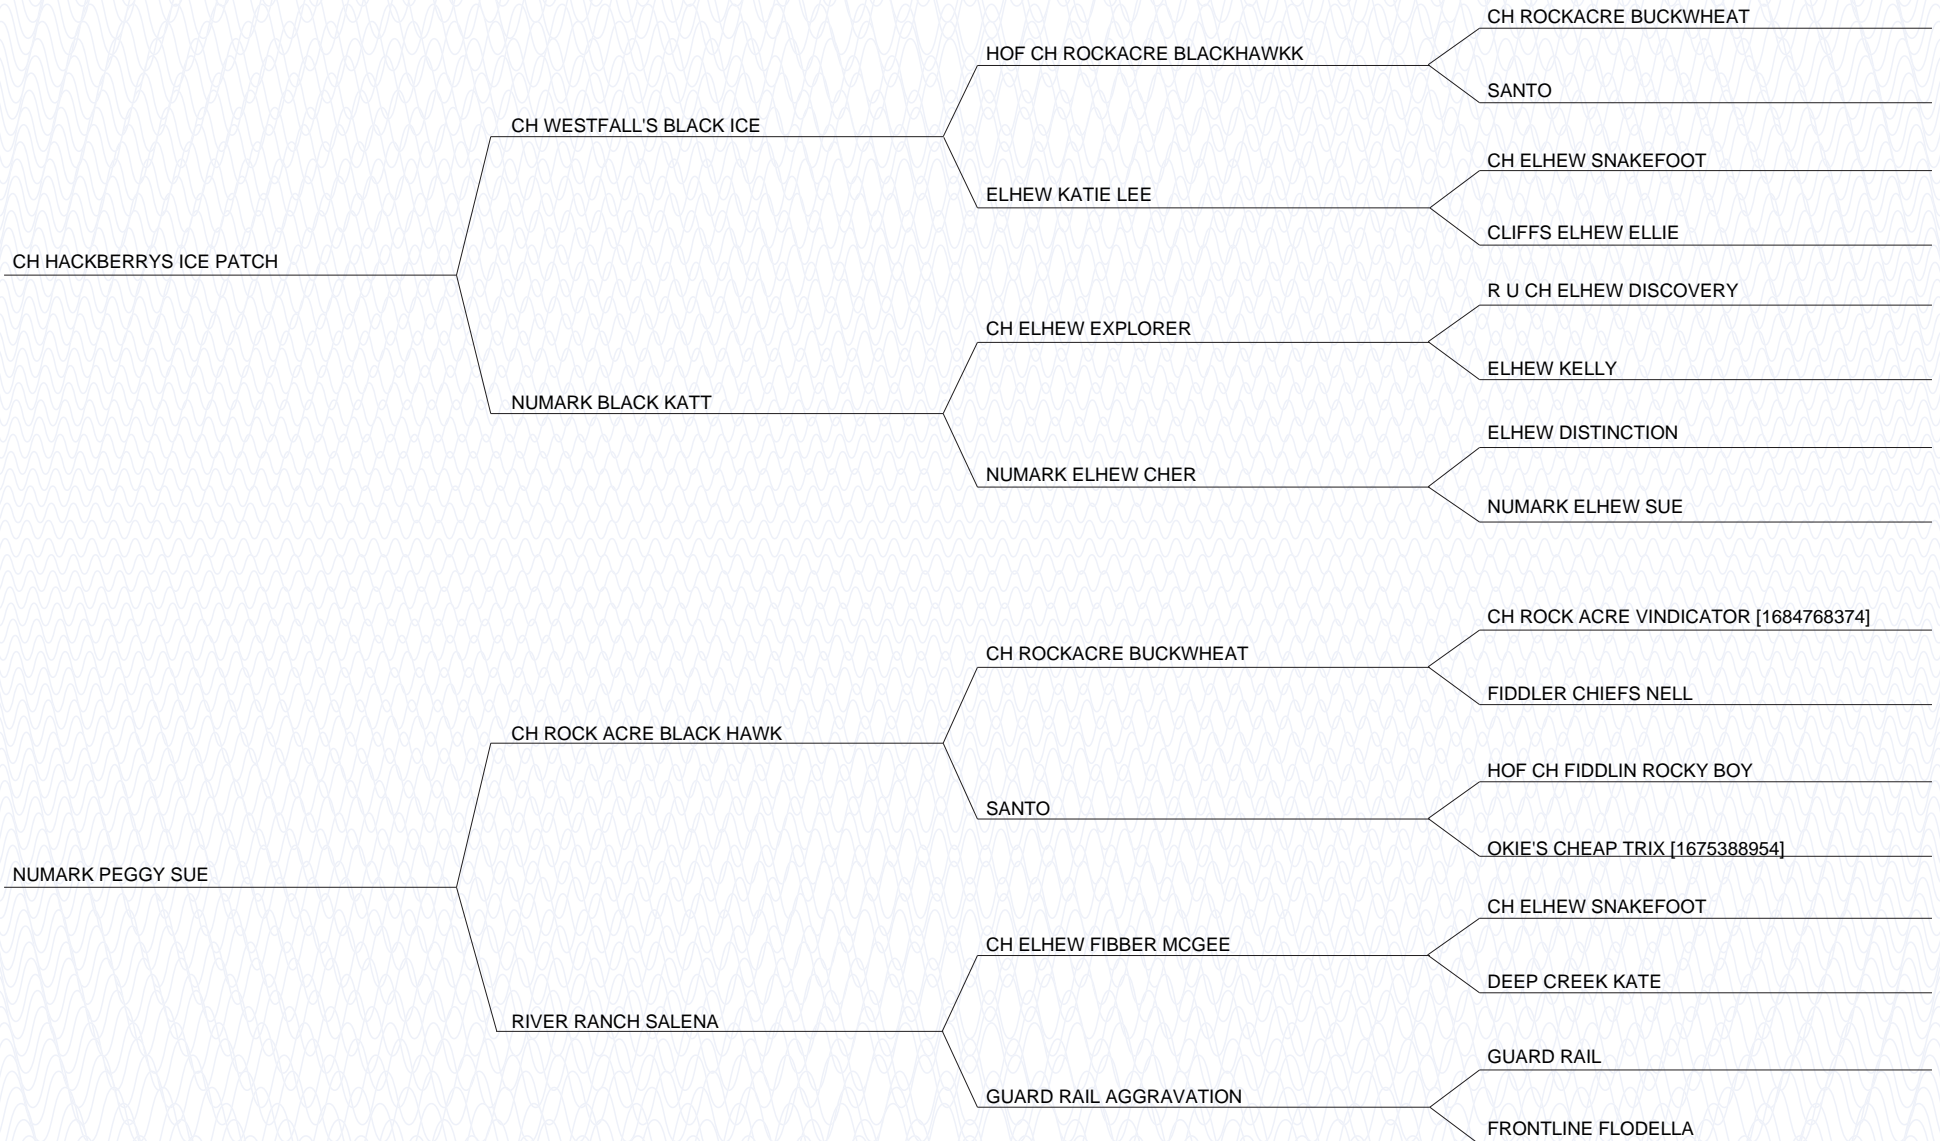 CH ROCKACRE BUCKWHEAT
HOF CH ROCKACRE BLACKHAWKK
SANTO
CH WESTFALL'S BLACK ICE
CH ELHEW SNAKEFOOT
ELHEW KATIE LEE
CLIFFS ELHEW ELLIE
CH HACKBERRYS ICE PATCH
R U CH ELHEW DISCOVERY
CH ELHEW EXPLORER
ELHEW KELLY
NUMARK BLACK KATT
ELHEW DISTINCTION
NUMARK ELHEW CHER
NUMARK ELHEW SUE
CH ROCK ACRE VINDICATOR [1684768374]
CH ROCKACRE BUCKWHEAT
FIDDLER CHIEFS NELL
CH ROCK ACRE BLACK HAWK
HOF CH FIDDLIN ROCKY BOY
SANTO
OKIE'S CHEAP TRIX [1675388954]
NUMARK PEGGY SUE
CH ELHEW SNAKEFOOT
CH ELHEW FIBBER MCGEE
DEEP CREEK KATE
RIVER RANCH SALENA
GUARD RAIL
GUARD RAIL AGGRAVATION
FRONTLINE FLODELLA